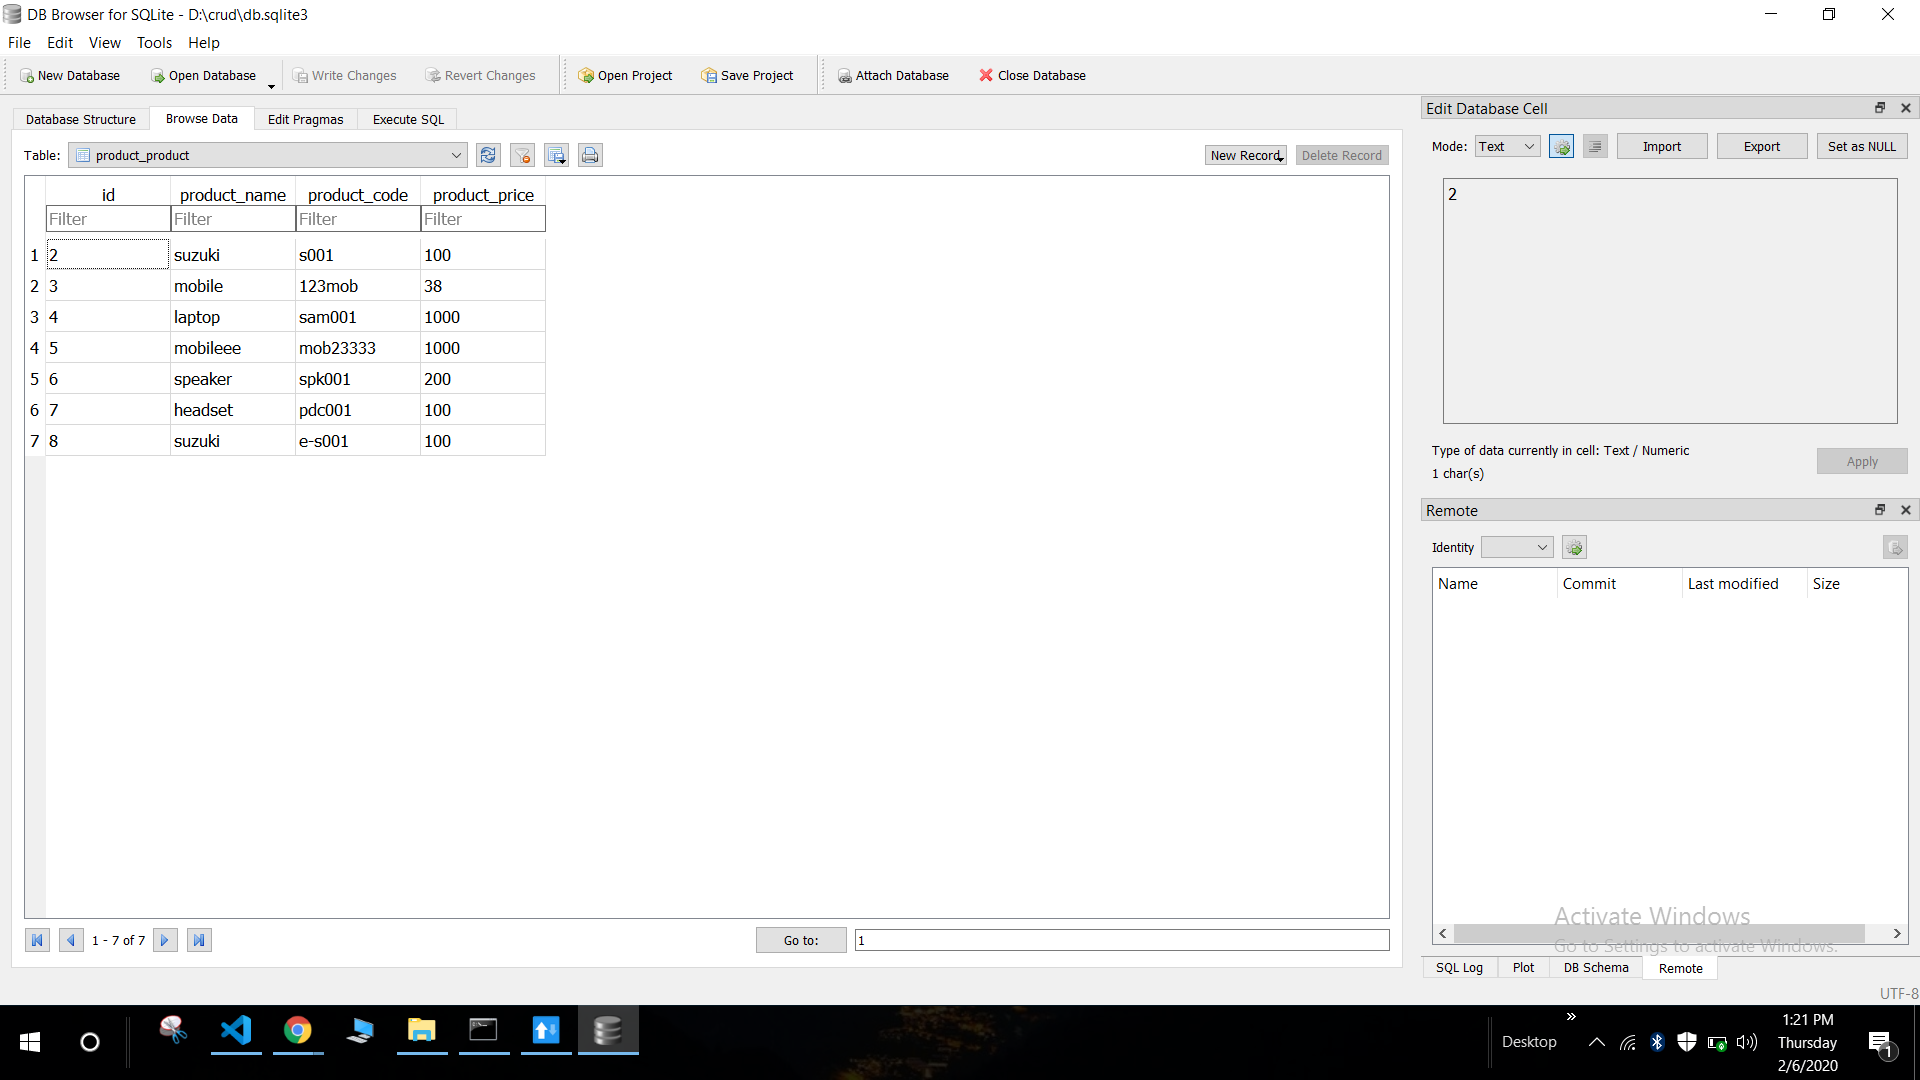 DB Browser for SQLite - D:\crud\db.sqlite3
File Edit View Tools Help
New Database Open Database Write Changes Revert Changes Open Project Save Project Attach Database Close Database
Database Structure Browse Data Edit Pragmas Execute SQL
Table: product_product New Record Delete Record
id product_name product_code product_price
Filter Filter Filter Filter
1 2 suzuki s001 100
2 3 mobile 123mob 38
3 4 laptop sam001 1000
4 5 mobileee mob23333 1000
5 6 speaker spk001 200
6 7 headset pdc001 100
7 8 suzuki e-s001 100
1 - 7 of 7 Go to: 1
Edit Database Cell
Mode: Text Import Export Set as NULL
2
Type of data currently in cell: Text / Numeric
1 char(s)
Apply
Remote
Identity
Name Commit Last modified Size
Activate Windows
Go to Settings to activate Windows.
SQL Log Plot DB Schema Remote
UTF-8
Desktop
1:21 PM
Thursday
2/6/2020
1